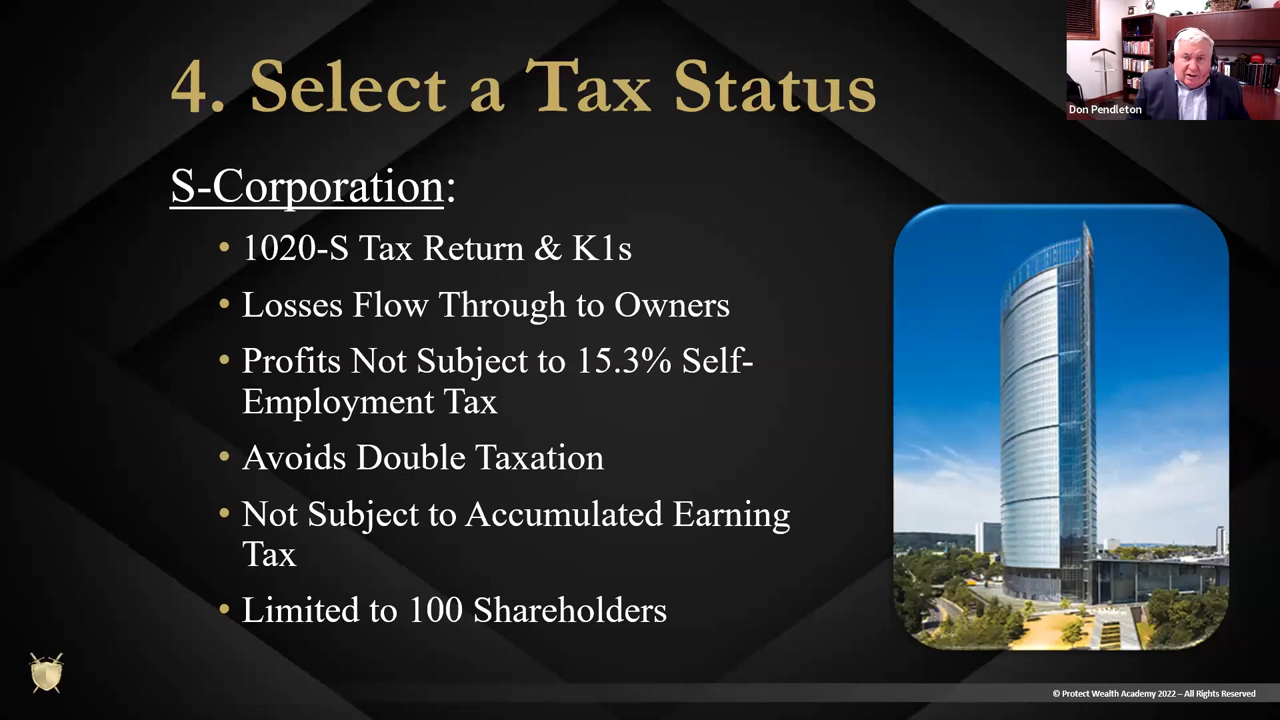 4. Select a Tax Status
Don Pendleton
S-Corporation:
• 1020-S Tax Return & K1s
• Losses Flow Through to Owners
• Profits Not Subject to 15.3% Self-
Employment Tax
• Avoids Double Taxation
• Not Subject to Accumulated Earning
Tax
• Limited to 100 Shareholders
© Protect Wealth Academy 2022 – All Rights Reserved